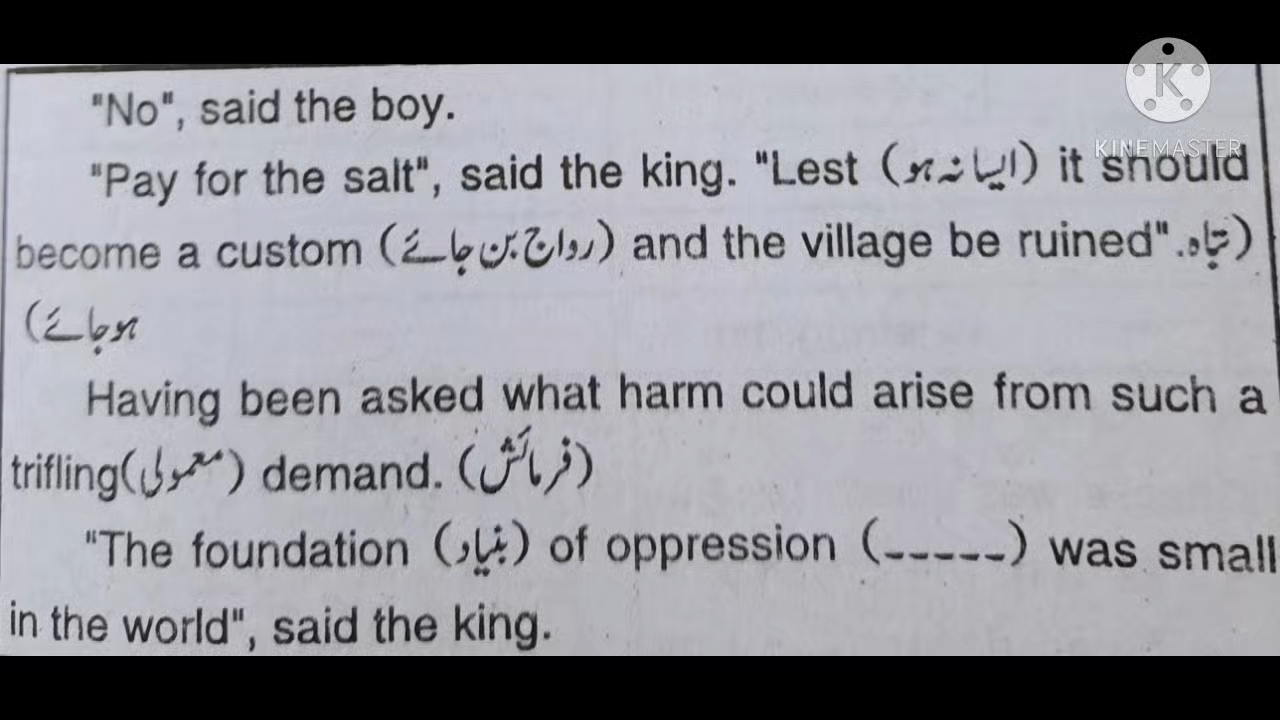 K
KINEMASTER
"No", said the boy.
"Pay for the salt", said the king. "Lest (ایسا نہ ہو) it should
become a custom (رواج بن جائے) and the village be ruined". (تباہ
ہو جائے)
Having been asked what harm could arise from such a
trifling(معمولی) demand. (فرمائش)
"The foundation (بنیاد) of oppression (-----) was small
in the world", said the king.